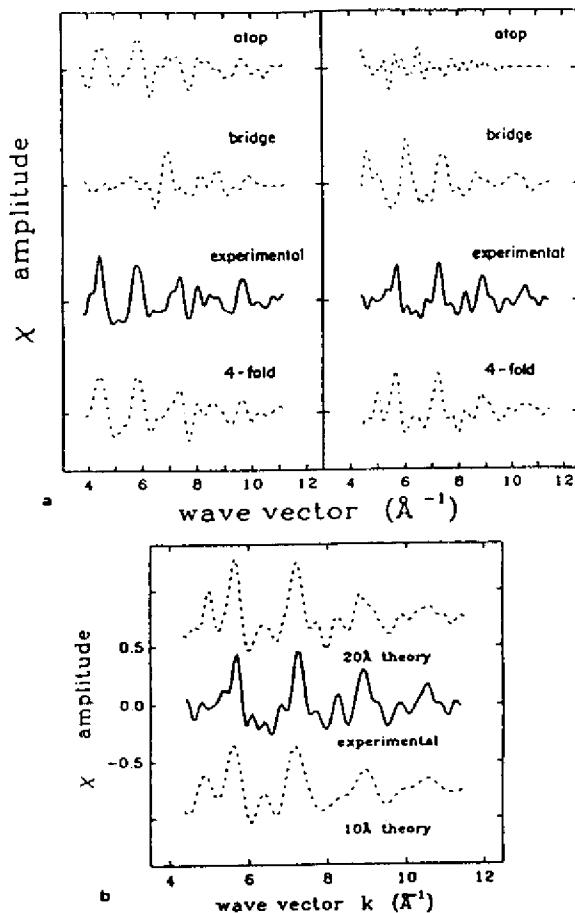 atop
atop
bridge
bridge
experimental
experimental
4-fold
4-fold
χ amplitude
4 6 8 10 12
4 6 8 10 12
a
wave vector (Å⁻¹)
0.5
0.0
-0.5
χ amplitude
20Å theory
experimental
10Å theory
4 6 8 10 12
b
wave vector k (Å⁻¹)